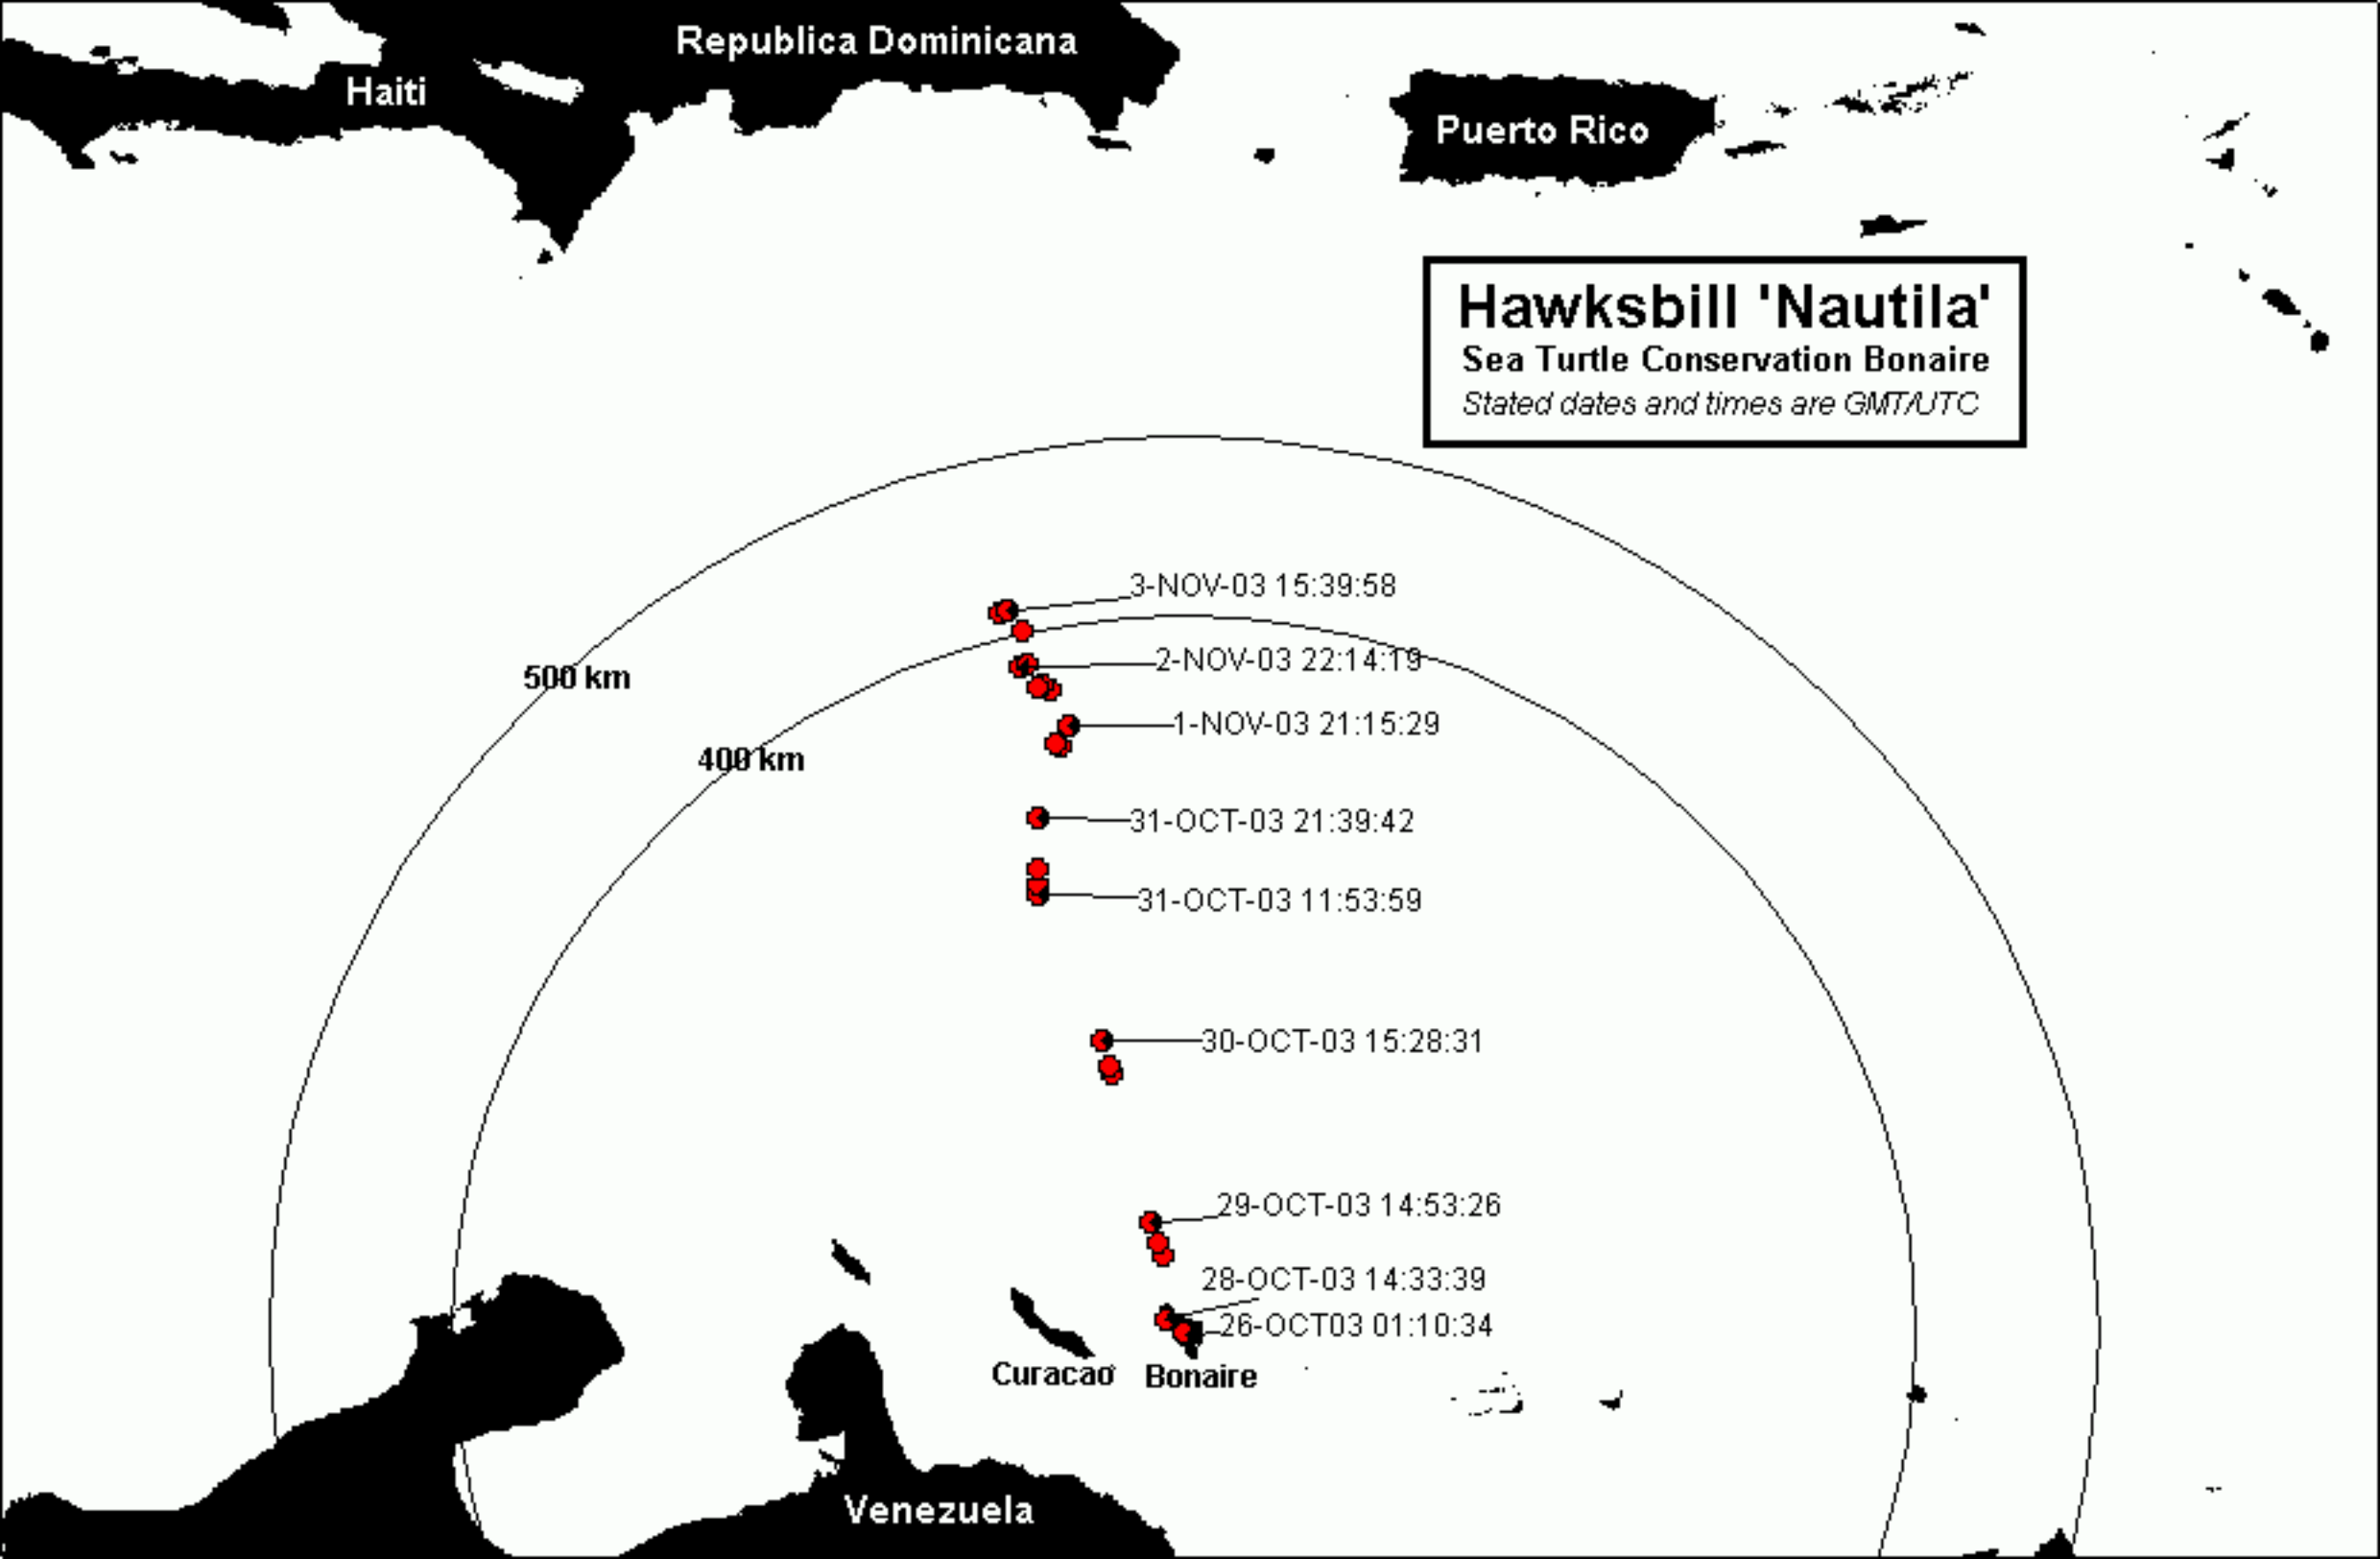 Republica Dominicana
Haiti
Puerto Rico
Hawksbill 'Nautila'
Sea Turtle Conservation Bonaire
Stated dates and times are GMT/UTC
3-NOV-03 15:39:58
2-NOV-03 22:14:19
500 km
1-NOV-03 21:15:29
400 km
31-OCT-03 21:39:42
31-OCT-03 11:53:59
30-OCT-03 15:28:31
29-OCT-03 14:53:26
28-OCT-03 14:33:39
26-OCT03 01:10:34
Curacao
Bonaire
Venezuela